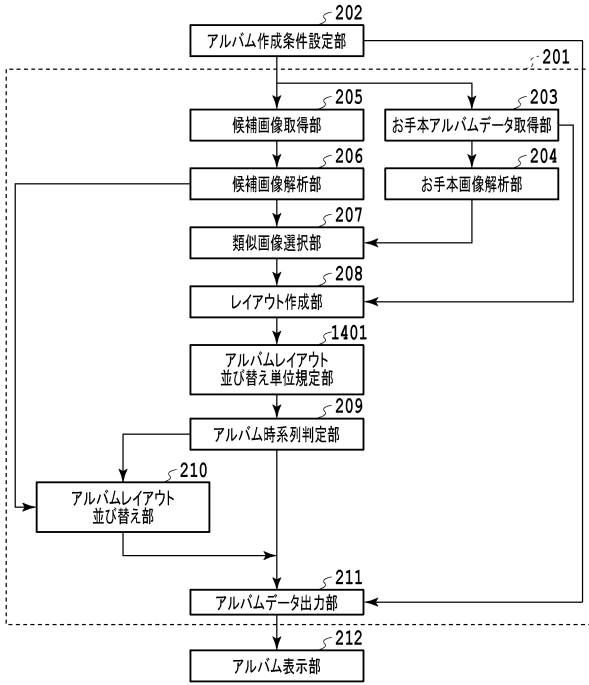 202
アルバム作成条件設定部
201
205
候補画像取得部
203
お手本アルバムデータ取得部
206
候補画像解析部
204
お手本画像解析部
207
類似画像選択部
208
レイアウト作成部
1401
アルバムレイアウト
並び替え単位規定部
209
アルバム時系列判定部
210
アルバムレイアウト
並び替え部
211
アルバムデータ出力部
212
アルバム表示部